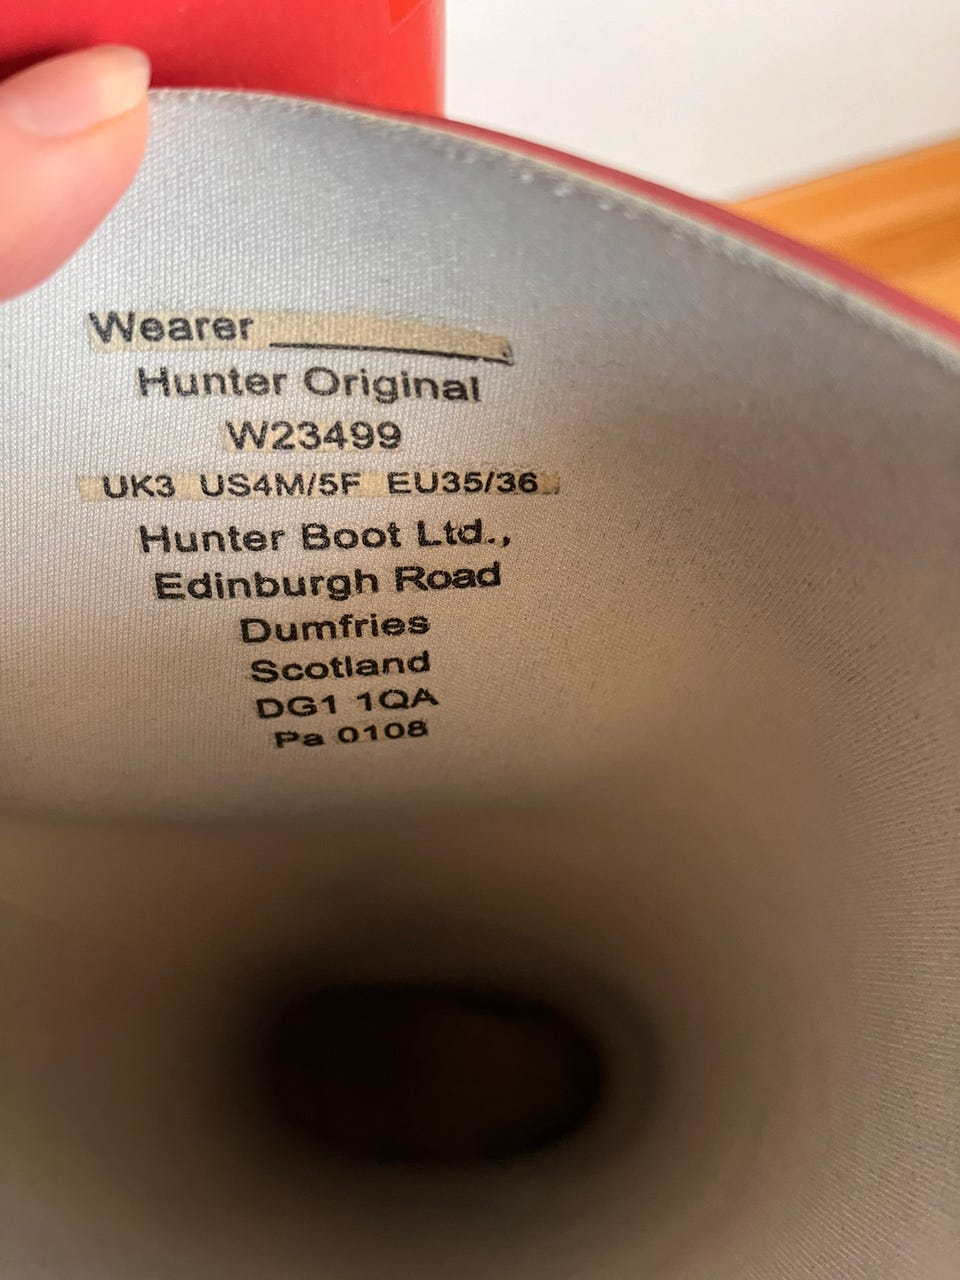 Wearer
Hunter Original
W23499
UK3 US4M/5F EU35/36
Hunter Boot Ltd.,
Edinburgh Road
Dumfries
Scotland
DG1 1QA
Pa 0108